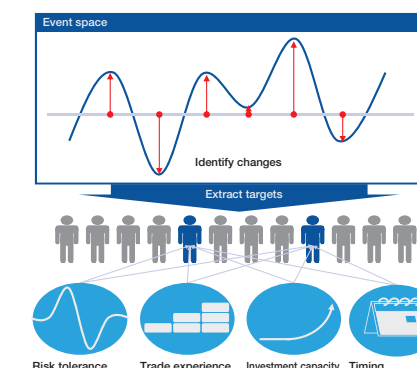 Event space
Identify changes
Extract targets
Risk tolerance Trade experience Investment capacity Timing